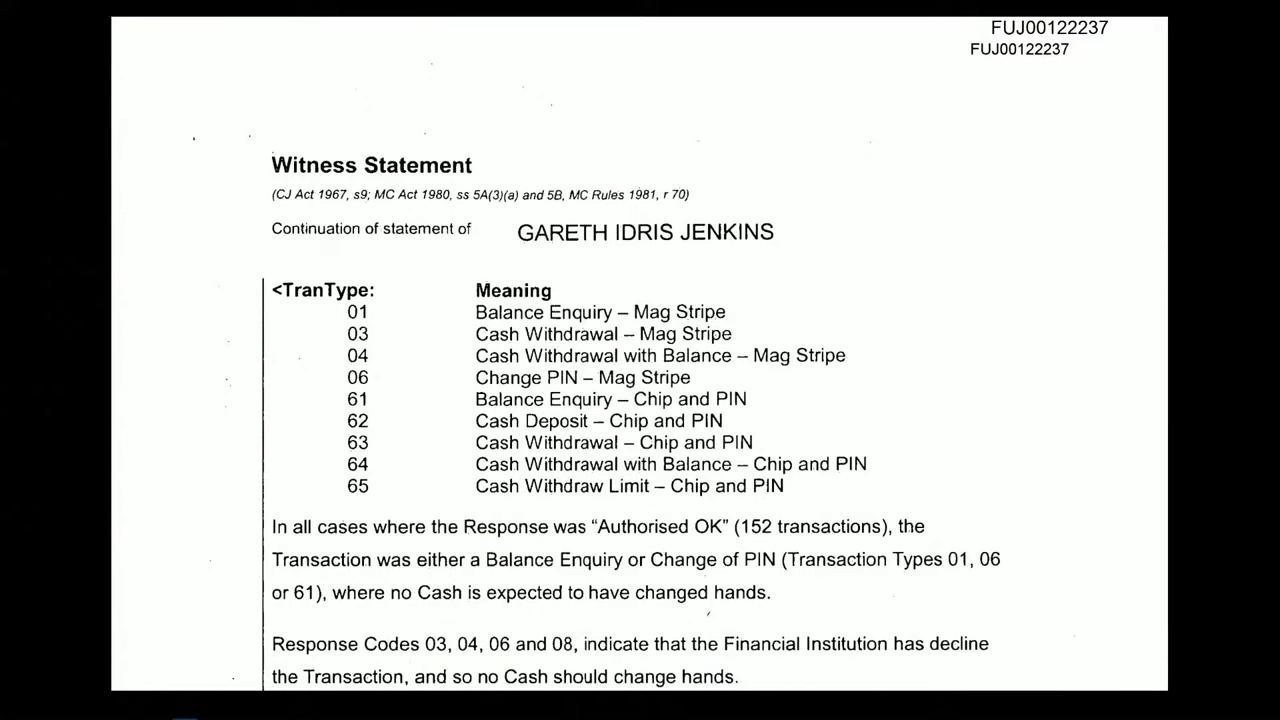 FUJ00122237
FUJ00122237
Witness Statement
(CJ Act 1967, s9; MC Act 1980, ss 5A(3)(a) and 5B, MC Rules 1981, r 70)
Continuation of statement of GARETH IDRIS JENKINS
<TranType: Meaning
01 Balance Enquiry – Mag Stripe
03 Cash Withdrawal – Mag Stripe
04 Cash Withdrawal with Balance – Mag Stripe
06 Change PIN – Mag Stripe
61 Balance Enquiry – Chip and PIN
62 Cash Deposit – Chip and PIN
63 Cash Withdrawal – Chip and PIN
64 Cash Withdrawal with Balance – Chip and PIN
65 Cash Withdraw Limit – Chip and PIN
In all cases where the Response was “Authorised OK” (152 transactions), the
Transaction was either a Balance Enquiry or Change of PIN (Transaction Types 01, 06
or 61), where no Cash is expected to have changed hands.
Response Codes 03, 04, 06 and 08, indicate that the Financial Institution has decline
the Transaction, and so no Cash should change hands.